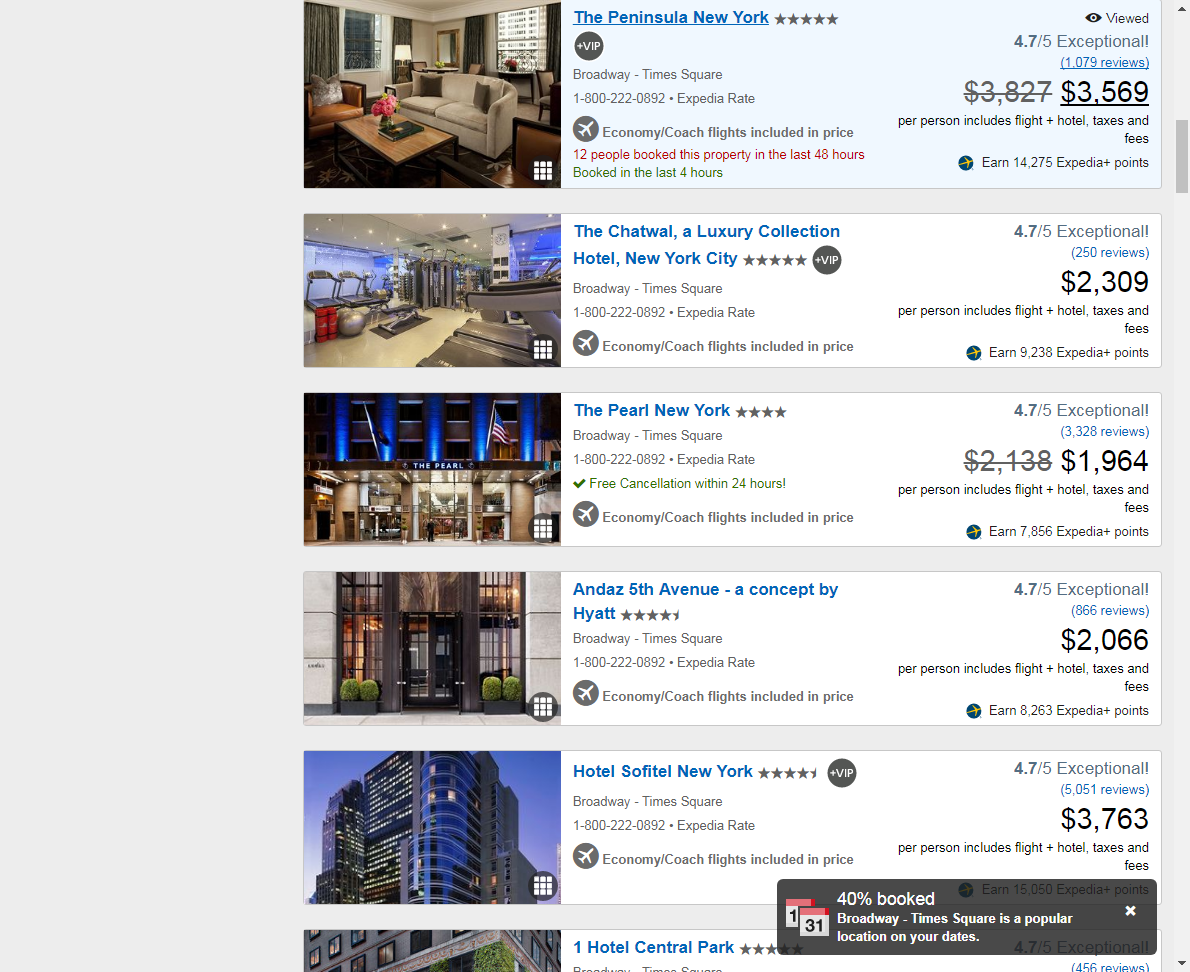 The Peninsula New York
Viewed
+VIP
4.7/5 Exceptional!
(1,079 reviews)
Broadway - Times Square
$3,827 $3,569
1-800-222-0892 • Expedia Rate
per person includes flight + hotel, taxes and
fees
Economy/Coach flights included in price
12 people booked this property in the last 48 hours
Earn 14,275 Expedia+ points
Booked in the last 4 hours
The Chatwal, a Luxury Collection
Hotel, New York City
+VIP
4.7/5 Exceptional!
(250 reviews)
Broadway - Times Square
$2,309
1-800-222-0892 • Expedia Rate
per person includes flight + hotel, taxes and
fees
Economy/Coach flights included in price
Earn 9,238 Expedia+ points
THE PEARL
The Pearl New York
4.7/5 Exceptional!
(3,328 reviews)
Broadway - Times Square
1-800-222-0892 • Expedia Rate
$2,138 $1,964
Free Cancellation within 24 hours!
per person includes flight + hotel, taxes and
fees
Economy/Coach flights included in price
Earn 7,856 Expedia+ points
Andaz 5th Avenue - a concept by
Hyatt
4.7/5 Exceptional!
(866 reviews)
Broadway - Times Square
$2,066
1-800-222-0892 • Expedia Rate
per person includes flight + hotel, taxes and
fees
Economy/Coach flights included in price
Earn 8,263 Expedia+ points
Hotel Sofitel New York
+VIP
4.7/5 Exceptional!
(5,051 reviews)
Broadway - Times Square
$3,763
1-800-222-0892 • Expedia Rate
per person includes flight + hotel, taxes and
fees
Economy/Coach flights included in price
Earn 15,050 Expedia+ points
1
31
40% booked
Broadway - Times Square is a popular
location on your dates.
1 Hotel Central Park
4.7/5 Exceptional!
(456 reviews)
Broadway - Times Square